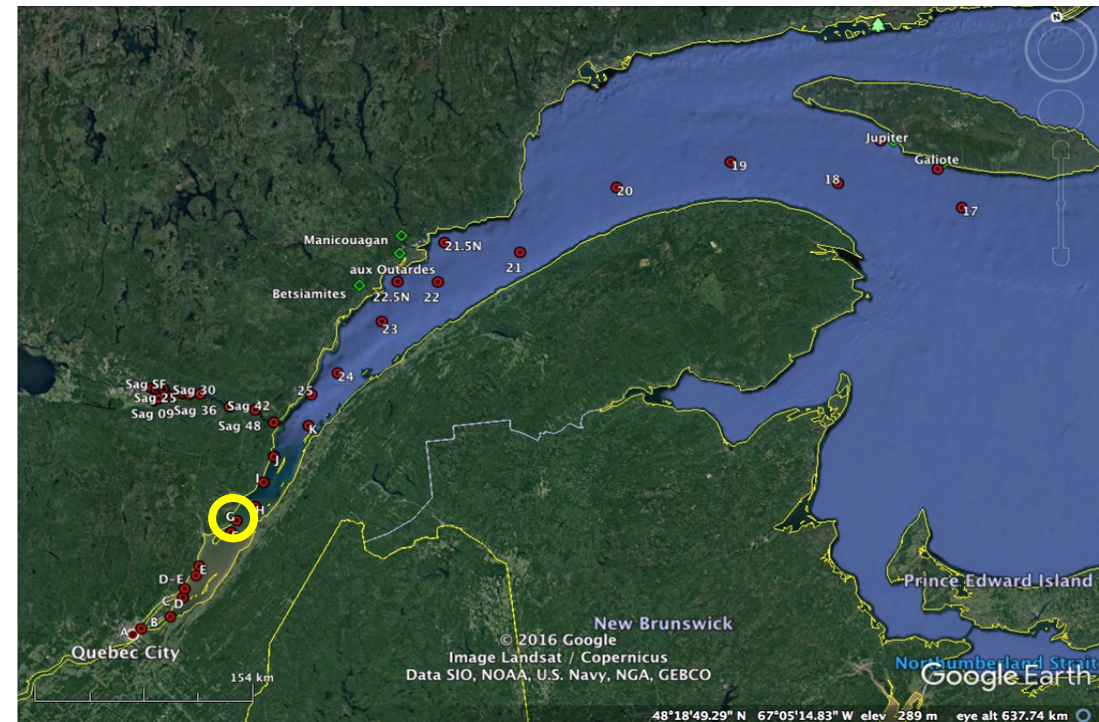 N
Jupiter
Galiote
19
18
20
17
Manicouagan
21.5N
21
aux Outardes
Betsiamites
22.5N
22
23
24
Sag SF
Sag 30
25
Sag 25
Sag 09
Sag 36
Sag 42
Sag 48
K
J
I
H
G
F
E
D-E
C
D
B
A
Quebec City
Prince Edward Island
New Brunswick
© 2016 Google
Image Landsat / Copernicus
Data SIO, NOAA, U.S. Navy, NGA, GEBCO
Northumberland Strait
Google Earth
154 km
48°18'49.29" N 67°05'14.83" W elev -289 m eye alt 637.74 km